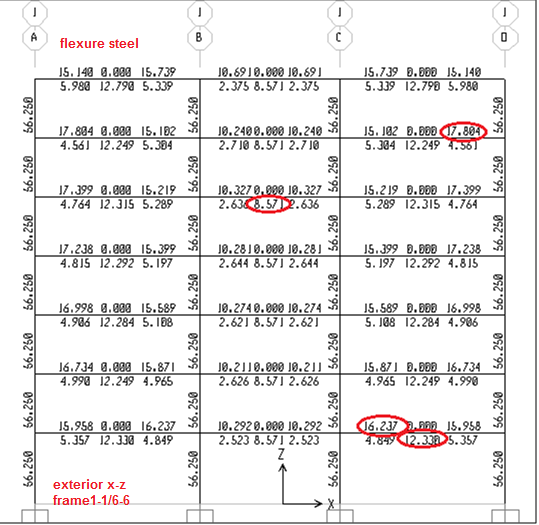 J J J J
A B C D
flexure steel
15.140 0.000 15.739 10.691 0.000 10.691 15.739 0.000 15.140
5.980 12.790 5.339 2.375 8.571 2.375 5.339 12.790 5.980
56.250 56.250 56.250 56.250
17.804 0.000 15.102 10.240 0.000 10.240 15.102 0.000 17.804
4.561 12.249 5.304 2.710 8.571 2.710 5.304 12.249 4.561
56.250 56.250 56.250 56.250
17.399 0.000 15.219 10.327 0.000 10.327 15.219 0.000 17.399
4.764 12.315 5.289 2.636 8.571 2.636 5.289 12.315 4.764
56.250 56.250 56.250 56.250
17.238 0.000 15.399 10.281 0.000 10.281 15.399 0.000 17.238
4.815 12.292 5.197 2.644 8.571 2.644 5.197 12.292 4.815
56.250 56.250 56.250 56.250
16.998 0.000 15.589 10.274 0.000 10.274 15.589 0.000 16.998
4.906 12.284 5.108 2.621 8.571 2.621 5.108 12.284 4.906
56.250 56.250 56.250 56.250
16.734 0.000 15.871 10.211 0.000 10.211 15.871 0.000 16.734
4.990 12.249 4.965 2.626 8.571 2.626 4.965 12.249 4.990
56.250 56.250 56.250 56.250
15.958 0.000 16.237 10.292 0.000 10.292 16.237 0.000 15.958
5.357 12.330 4.849 2.523 8.571 2.523 4.849 12.330 5.357
56.250 56.250 56.250 56.250
Z
X
exterior x-z
frame1-1/6-6